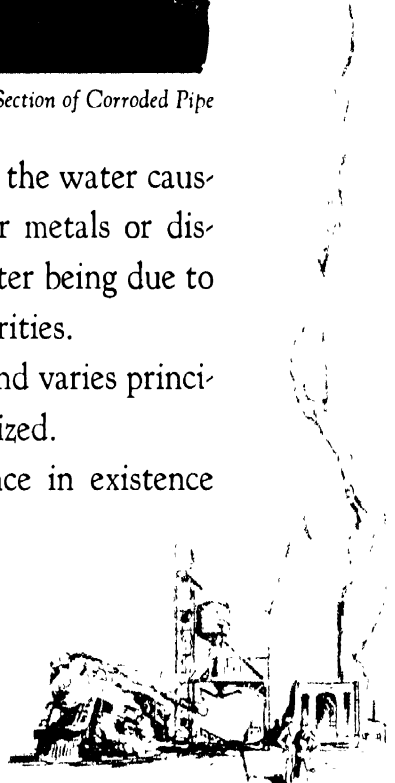 Section of Corroded Pipe
the water caus-
r metals or dis-
ter being due to
rities.
nd varies princi-
ized.
nce in existence